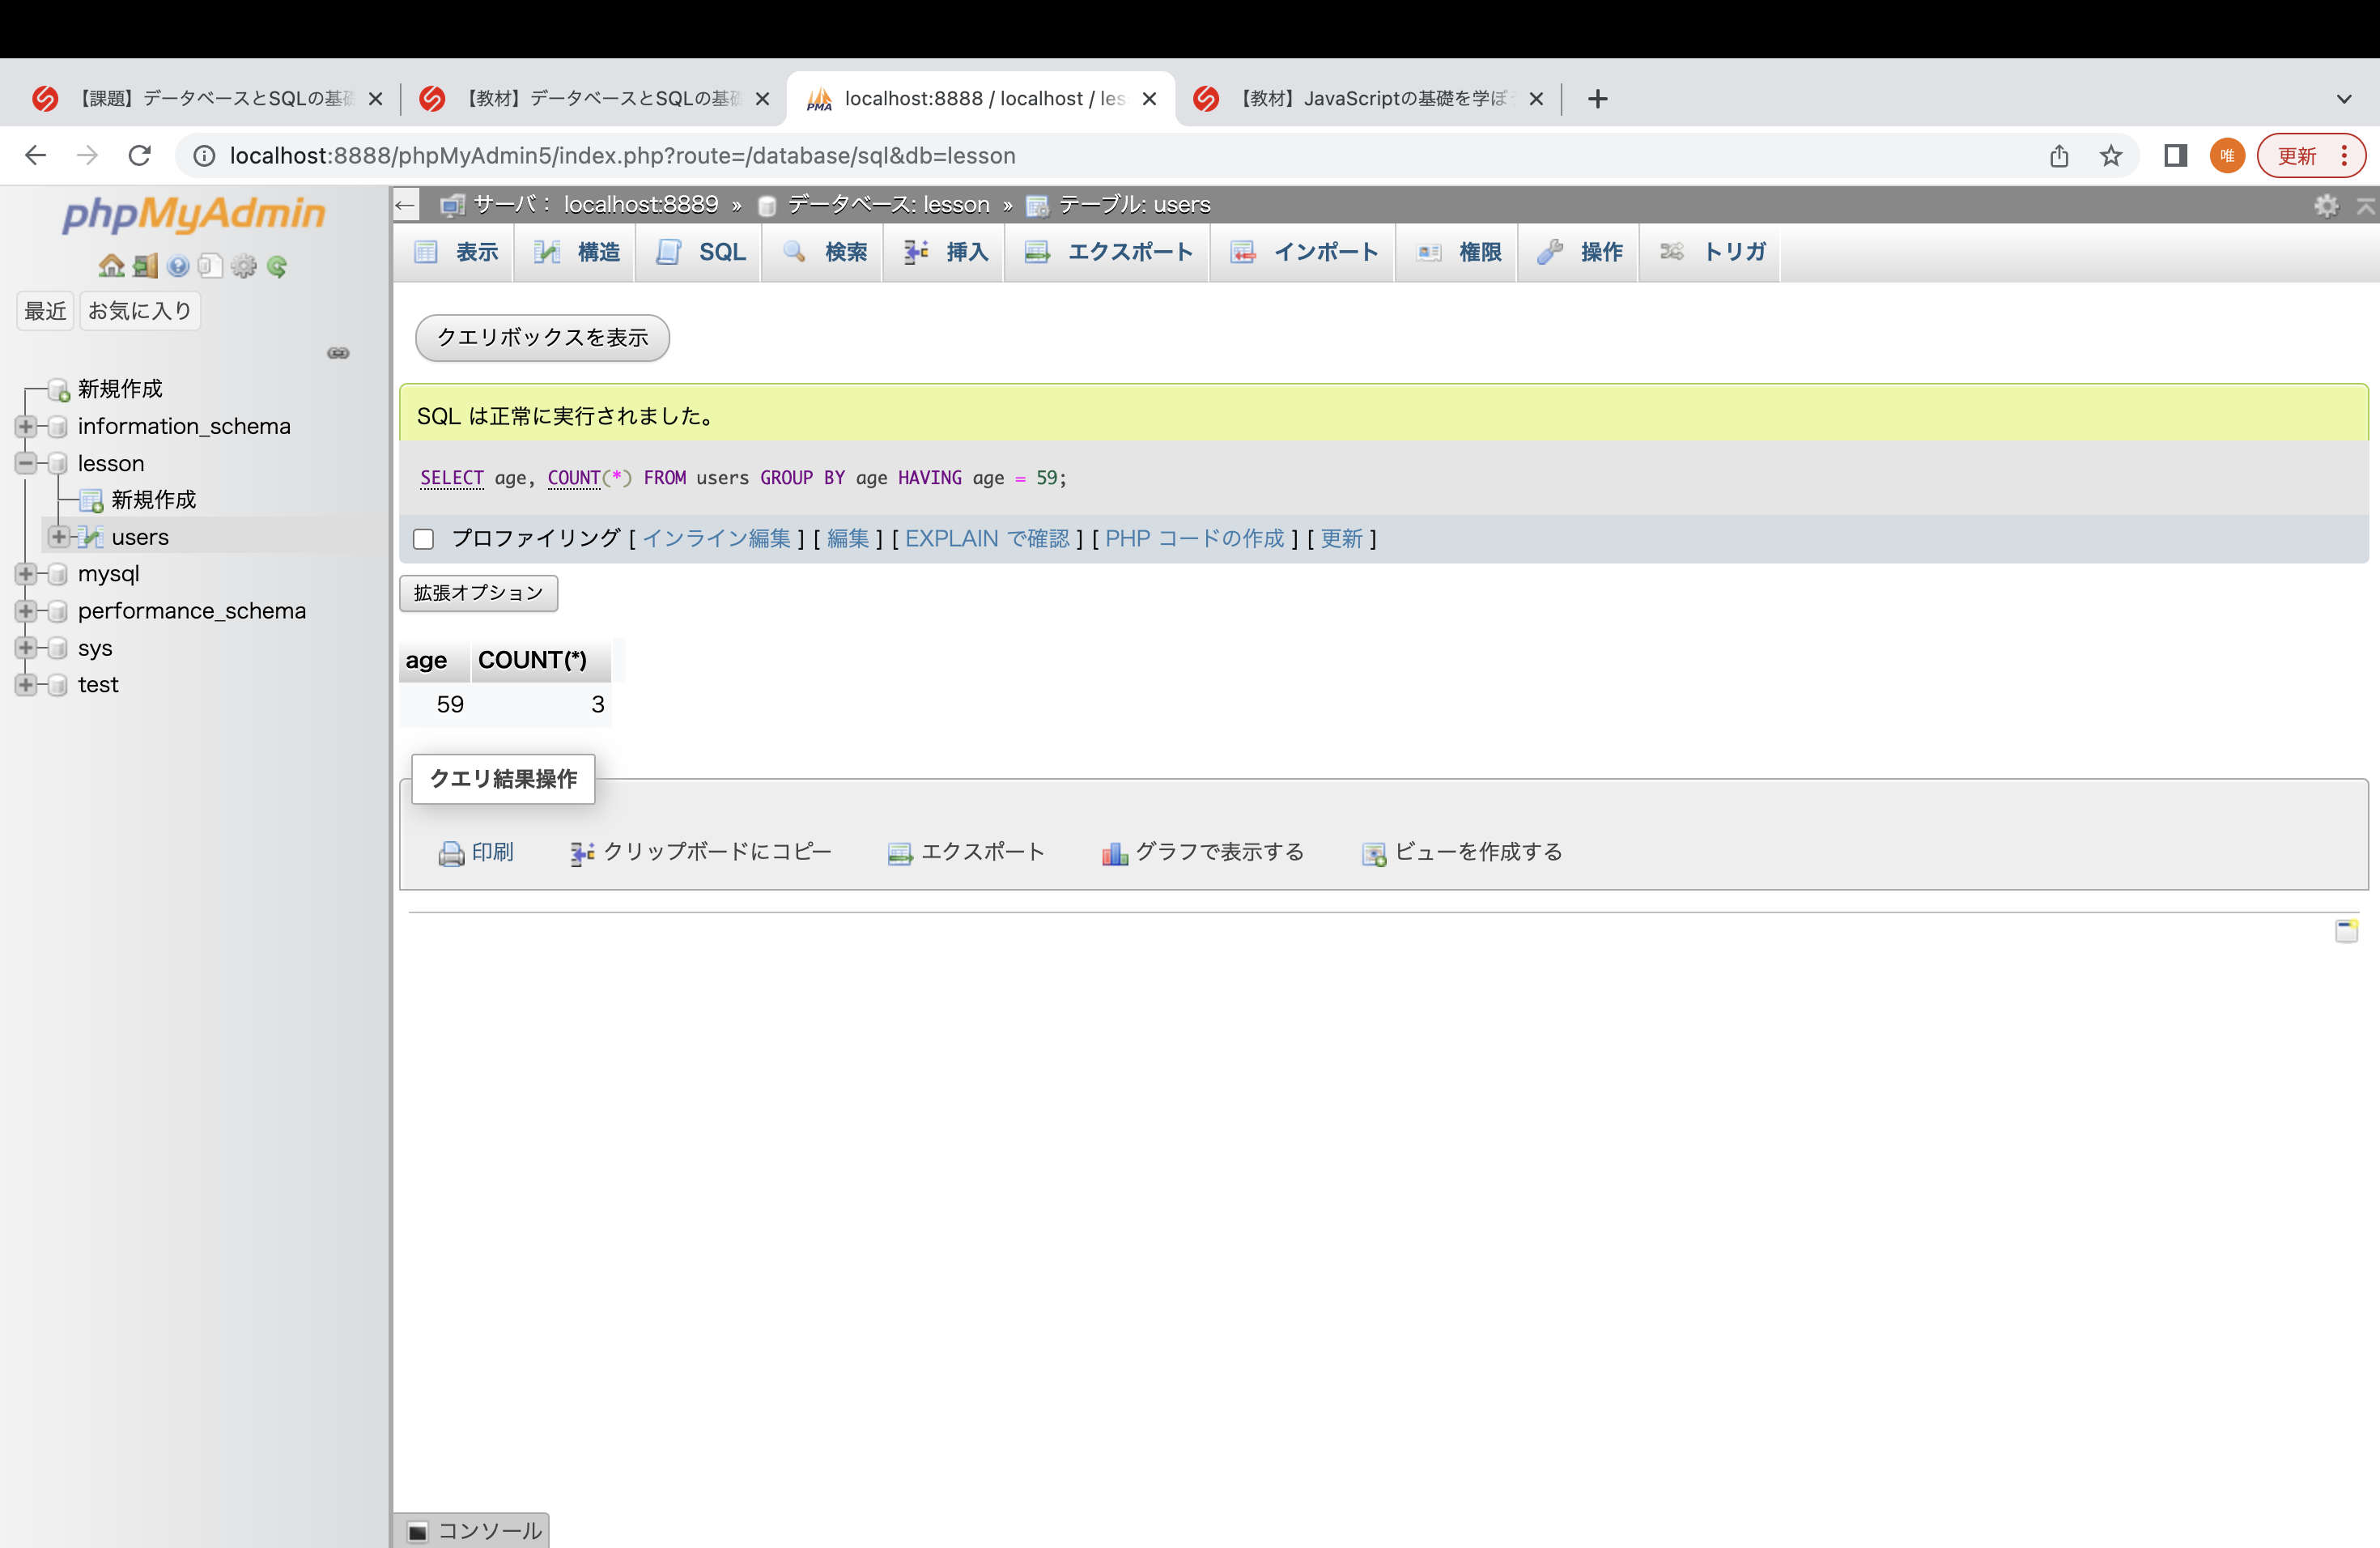 【課題】データベースとSQLの基礎
【教材】データベースとSQLの基礎
PMA localhost:8888 / localhost / les
【教材】JavaScriptの基礎を学ぼ
localhost:8888/phpMyAdmin5/index.php?route=/database/sql&db=lesson
唯
更新
phpMyAdmin
最近 お気に入り
新規作成
information_schema
lesson
新規作成
users
mysql
performance_schema
sys
test
サーバ： localhost:8889 » データベース: lesson » テーブル: users
表示 構造 SQL 検索 挿入 エクスポート インポート 権限 操作 トリガ
クエリボックスを表示
SQL は正常に実行されました。
SELECT age, COUNT(*) FROM users GROUP BY age HAVING age = 59;
プロファイリング [ インライン編集 ] [ 編集 ] [ EXPLAIN で確認 ] [ PHP コードの作成 ] [ 更新 ]
拡張オプション
age COUNT(*)
59 3
クエリ結果操作
印刷 クリップボードにコピー エクスポート グラフで表示する ビューを作成する
コンソール